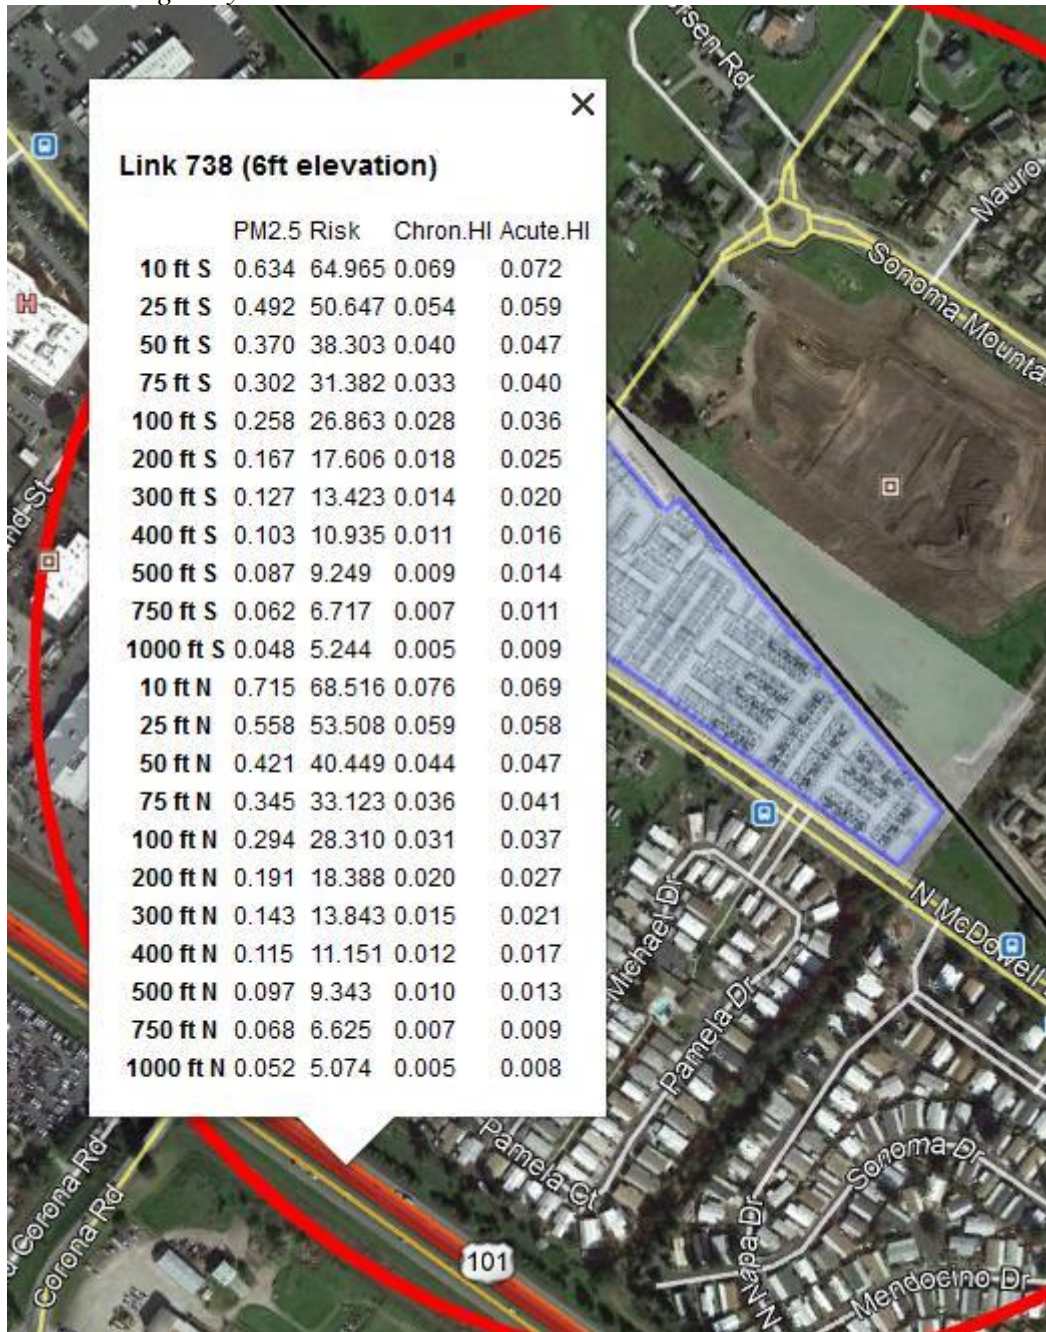 Link 738 (6ft elevation)
PM2.5 Risk Chron.HI Acute.HI
10 ft S 0.634 64.965 0.069 0.072
25 ft S 0.492 50.647 0.054 0.059
50 ft S 0.370 38.303 0.040 0.047
75 ft S 0.302 31.382 0.033 0.040
100 ft S 0.258 26.863 0.028 0.036
200 ft S 0.167 17.606 0.018 0.025
300 ft S 0.127 13.423 0.014 0.020
400 ft S 0.103 10.935 0.011 0.016
500 ft S 0.087 9.249 0.009 0.014
750 ft S 0.062 6.717 0.007 0.011
1000 ft S 0.048 5.244 0.005 0.009
10 ft N 0.715 68.516 0.076 0.069
25 ft N 0.558 53.508 0.059 0.058
50 ft N 0.421 40.449 0.044 0.047
75 ft N 0.345 33.123 0.036 0.041
100 ft N 0.294 28.310 0.031 0.037
200 ft N 0.191 18.388 0.020 0.027
300 ft N 0.143 13.843 0.015 0.021
400 ft N 0.115 11.151 0.012 0.017
500 ft N 0.097 9.343 0.010 0.013
750 ft N 0.068 6.625 0.007 0.009
1000 ft N 0.052 5.074 0.005 0.008
ersen Rd
Mauro
Sonoma Mounta
H
nd St
N McDowell
Michael Dr
Pamela Dr
Pamela Ct
Sonoma Dr
N Napa Dr
Mendocino Dr
101
d Corona Rd
Corona Rd